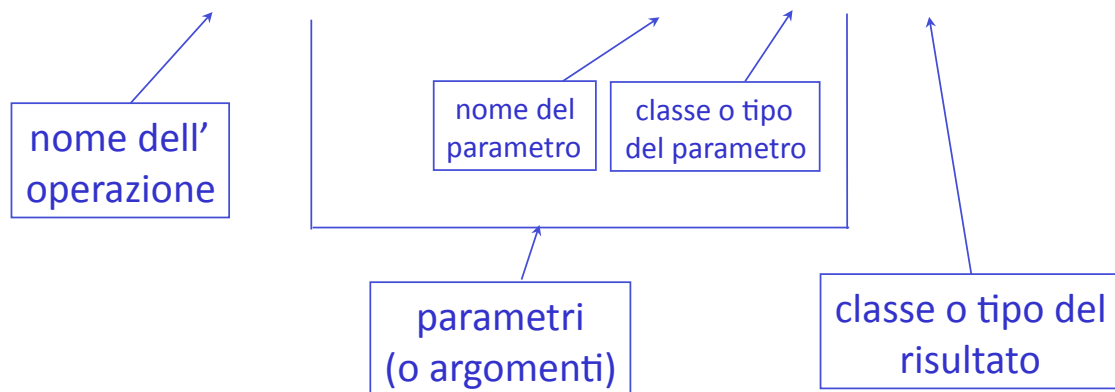 nome del
parametro
classe o tipo
del parametro
nome dell’
operazione
parametri
(o argomenti)
classe o tipo del
risultato